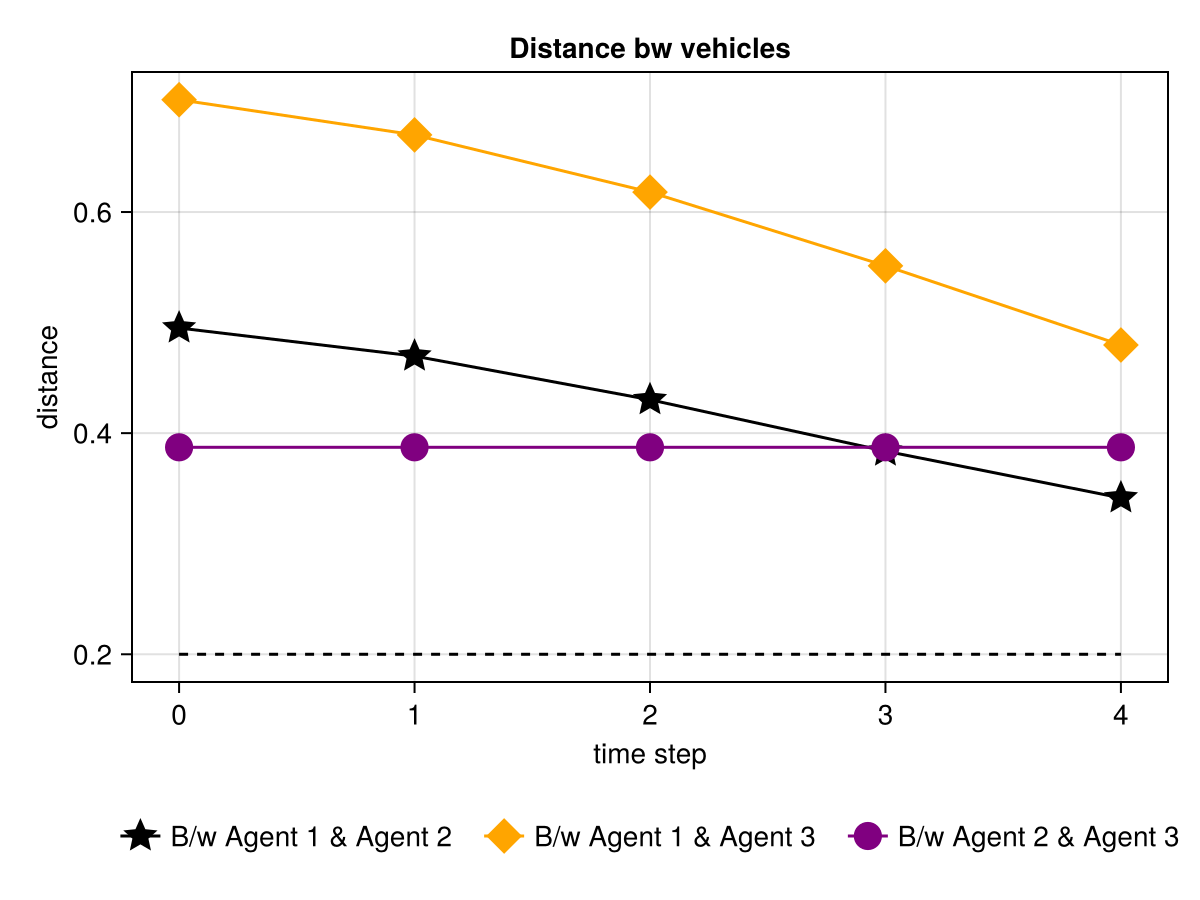 Distance bw vehicles
distance
0.6
0.4
0.2
0 1 2 3 4
time step
B/w Agent 1 & Agent 2 B/w Agent 1 & Agent 3 B/w Agent 2 & Agent 3